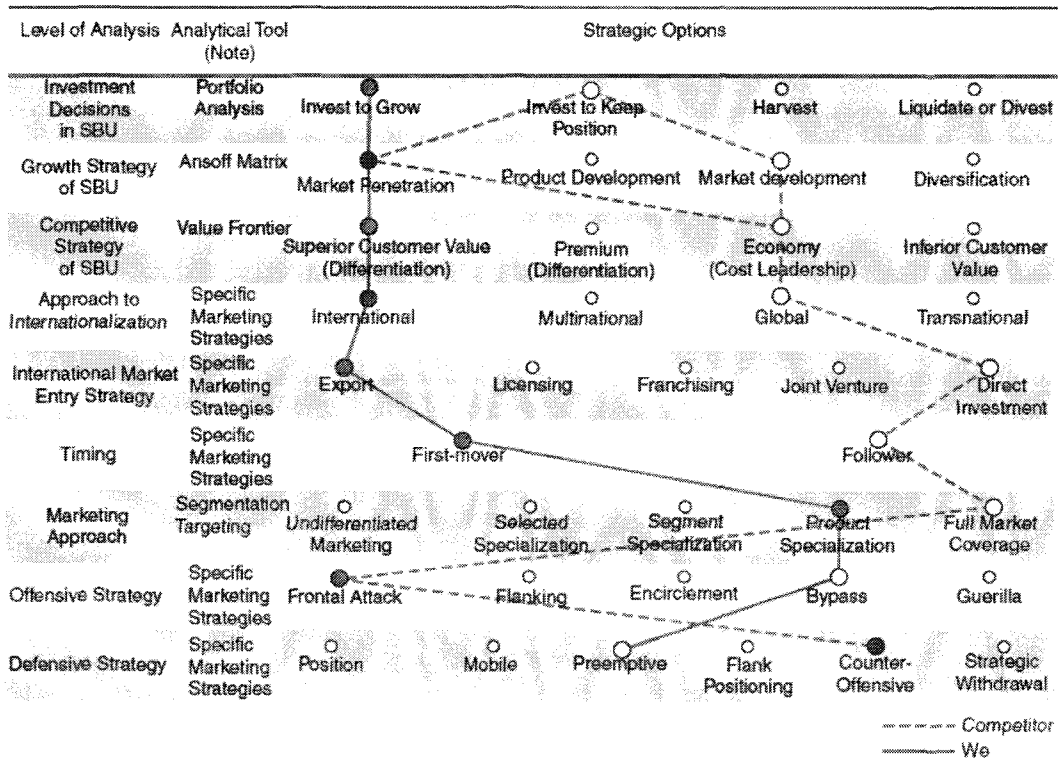 Level of Analysis Analytical Tool Strategic Options
(Note)
Investment Portfolio
Decisions Analysis Invest to Grow Invest to Keep Harvest Liquidate or Divest
in SBU Position
Growth Strategy Ansoff Matrix
of SBU Market Penetration Product Development Market development Diversification
Competitive Value Frontier
Strategy Superior Customer Value Premium Economy Inferior Customer
of SBU (Differentiation) (Differentiation) (Cost Leadership) Value
Approach to Specific
Internationalization Marketing International Multinational Global Transnational
Strategies
International Market Specific
Entry Strategy Marketing Export Licensing Franchising Joint Venture Direct
Strategies Investment
Specific
Timing Marketing First-mover Follower
Strategies
Marketing Segmentation
Approach Targeting Undifferentiated Selected Segment Product Full Market
Marketing Specialization Specialization Specialization Coverage
Specific
Offensive Strategy Marketing Frontal Attack Flanking Encirclement Bypass Guerilla
Strategies
Specific
Defensive Strategy Marketing Position Mobile Preemptive Flank Counter- Strategic
Strategies Positioning Offensive Withdrawal
Competitor
We